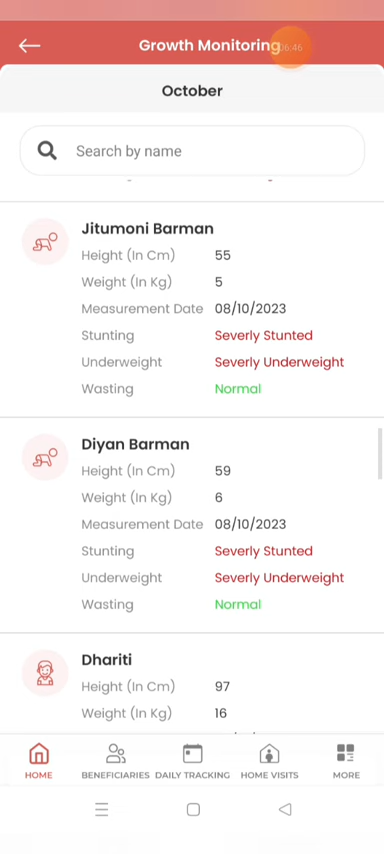 Growth Monitoring
06:46
October
Search by name
Jitumoni Barman
Height (In Cm) 55
Weight (In Kg) 5
Measurement Date 08/10/2023
Stunting Severly Stunted
Underweight Severly Underweight
Wasting Normal
Diyan Barman
Height (In Cm) 59
Weight (In Kg) 6
Measurement Date 08/10/2023
Stunting Severly Stunted
Underweight Severly Underweight
Wasting Normal
Dhariti
Height (In Cm) 97
Weight (In Kg) 16
HOME BENEFICIARIES DAILY TRACKING HOME VISITS MORE